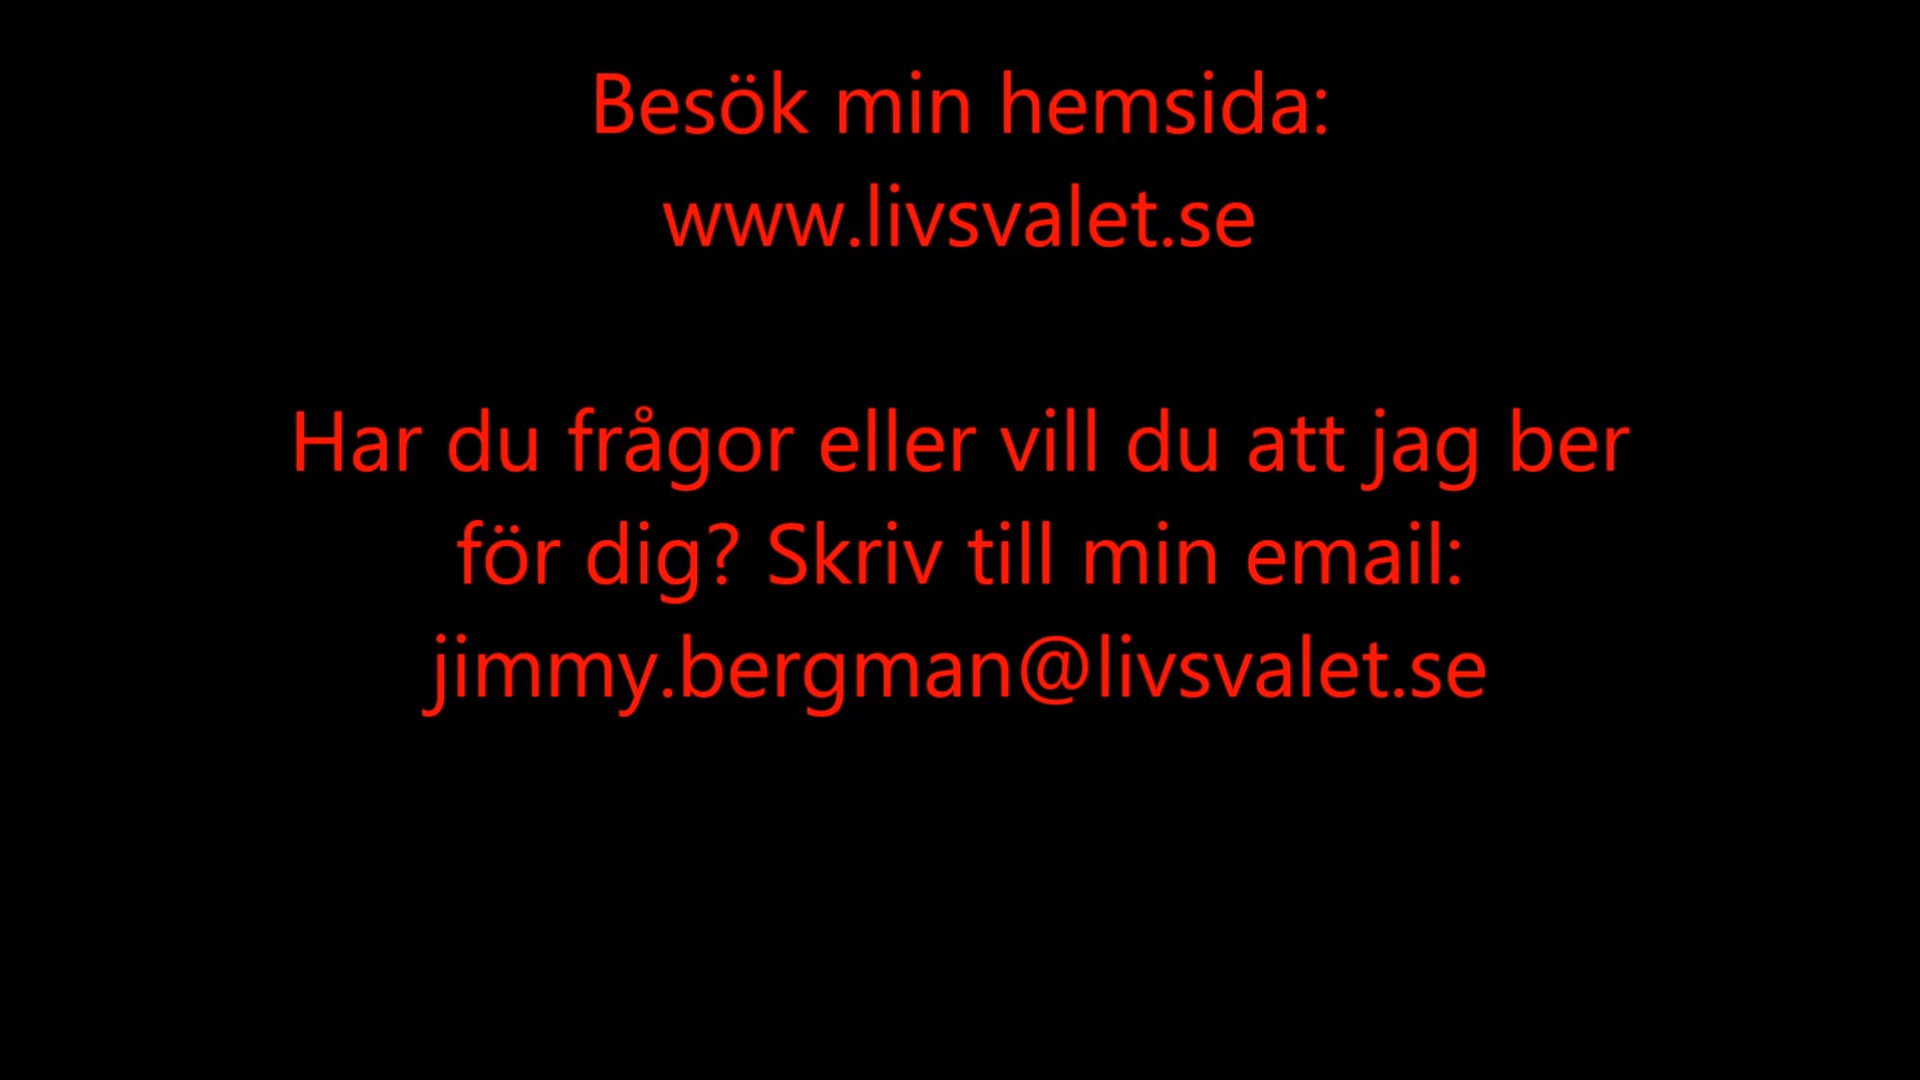 Besök min hemsida:
www.livsvalet.se
Har du frågor eller vill du att jag ber
för dig? Skriv till min email:
jimmy.bergman@livsvalet.se